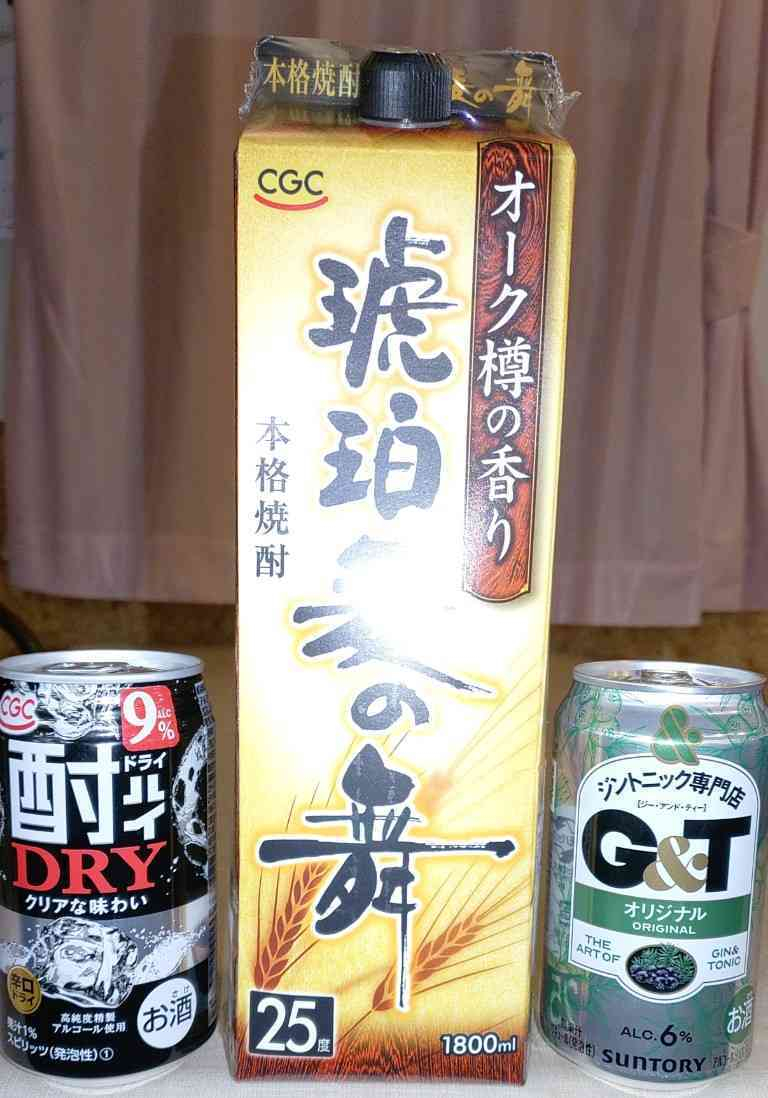 本格焼酎
の舞
CGC
オーク樽の香り
琥珀麦の舞
本格焼酎
25度
1800ml
CGC
9ALC.%
酎ハイ
ドライ
DRY
クリアな味わい
辛口
ドライ
高純度精製
アルコール使用
お酒
さけ
果汁1%
スピリッツ(発泡性)①
&
ジントニック専門店
[ジー・アンド・ティー]
G&T
オリジナル
ORIGINAL
THE
ART OF
GIN &
TONIC
ALC.6%
お酒
SUNTORY